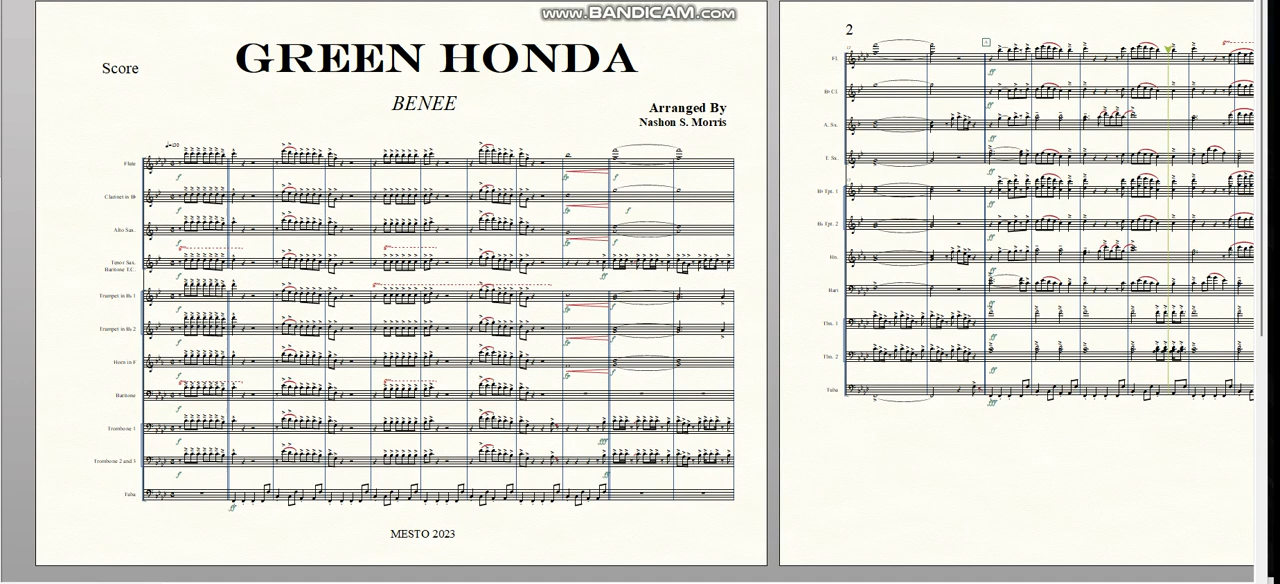 www.BANDICAM.com
GREEN HONDA
Score
BENEE
Arranged By
Nashon S. Morris
Flute
Clarinet in B♭
Alto Sax.
Tenor Sax.
Baritone T.C.
Trumpet in B♭ 1
Trumpet in B♭ 2
Horn in F
Baritone
Trombone 1
Trombone 2 and 3
Tuba
MESTO 2023
2
A
Fl.
B♭ Cl.
A. Sx.
T. Sx.
B♭ Tpt. 1
B♭ Tpt. 2
Hn.
Bari
Tbn. 1
Tbn. 2
Tuba